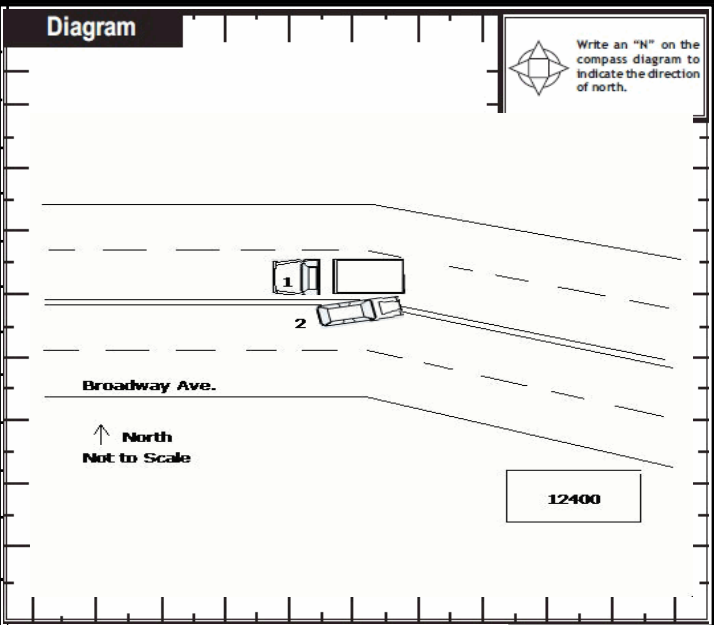 Diagram
Write an “N” on the
compass diagram to
indicate the direction
of north.
1
2
Broadway Ave.
North
Not to Scale
12400